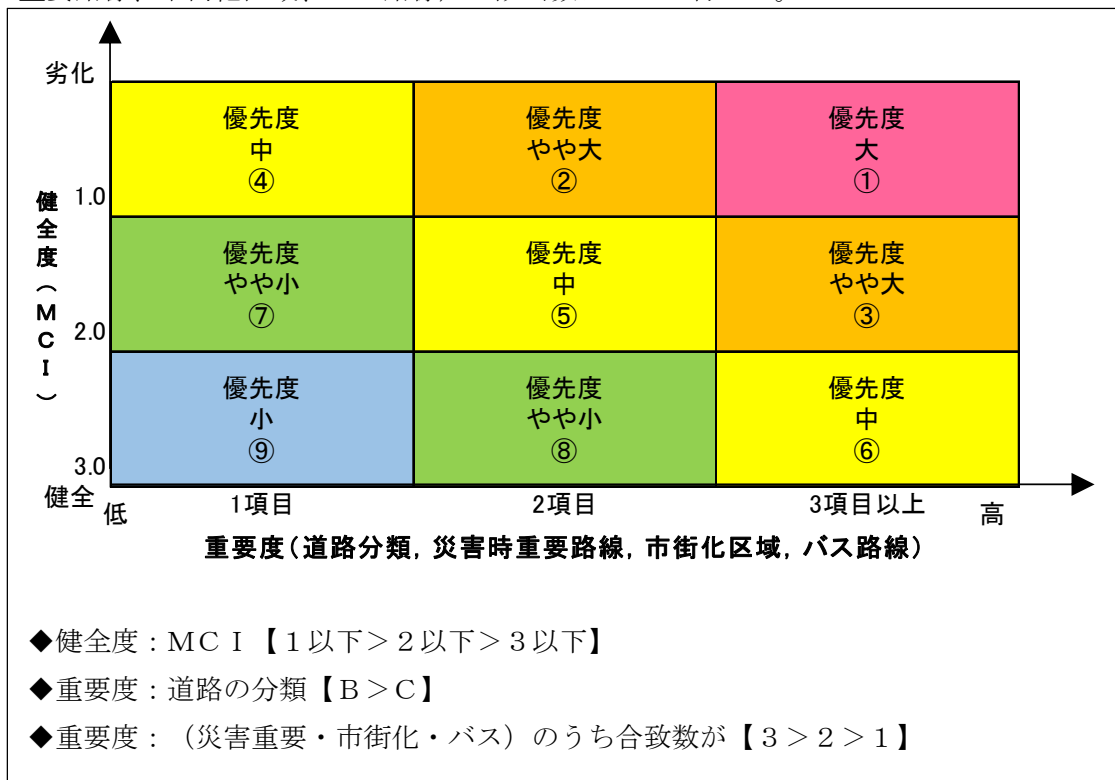 劣化
優先度
中
④
優先度
やや大
②
優先度
大
①
健全度(MCI)
1.0
優先度
やや小
⑦
優先度
中
⑤
優先度
やや大
③
2.0
優先度
小
⑨
優先度
やや小
⑧
優先度
中
⑥
3.0
健全
低
1項目
2項目
3項目以上
高
重要度(道路分類,災害時重要路線,市街化区域,バス路線)
◆健全度:MCI【1以下>2以下>3以下】
◆重要度:道路の分類【B>C】
◆重要度: (災害重要・市街化・バス)のうち合致数が【3>2>1】